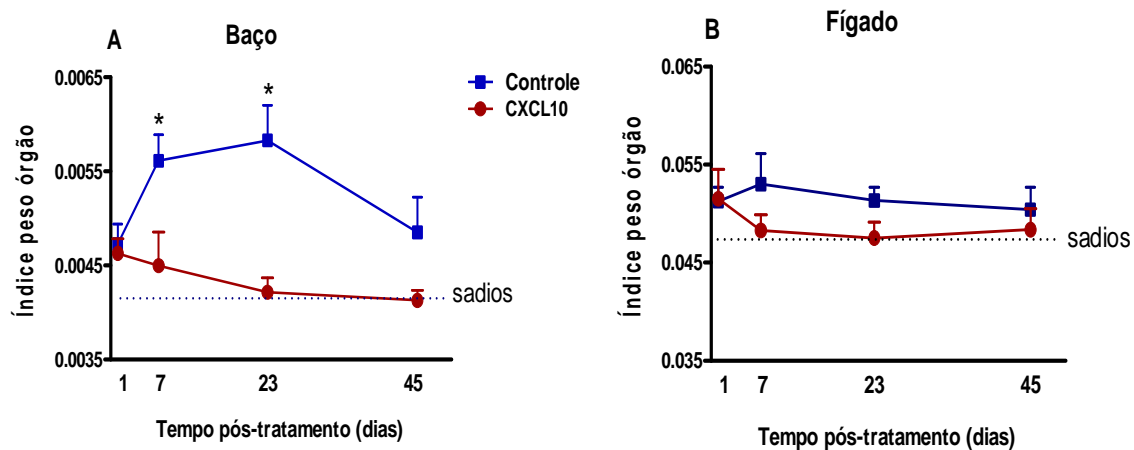 A
Baço
0.0065
0.0055
0.0045
0.0035
Índice peso órgão
*
*
sadios
1 7 23 45
Tempo pós-tratamento (dias)
Controle
CXCL10
B
Fígado
0.065
0.055
0.045
0.035
Índice peso órgão
sadios
1 7 23 45
Tempo pós-tratamento (dias)